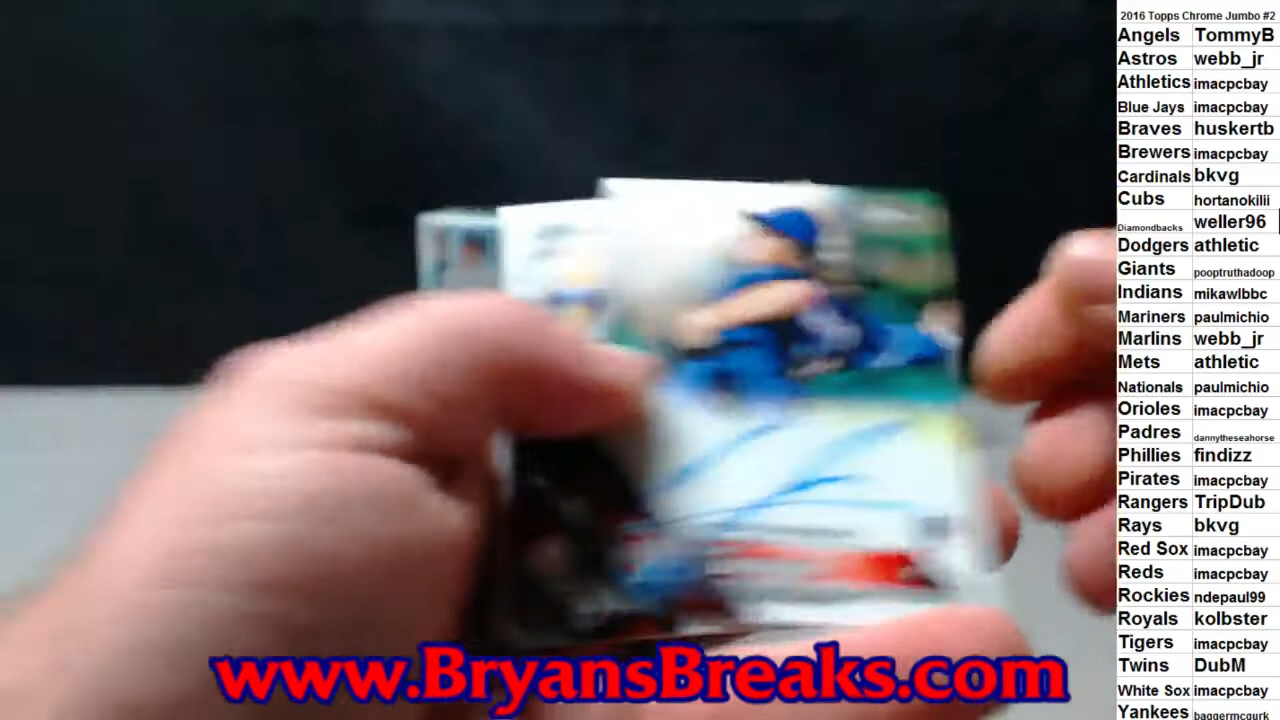 2016 Topps Chrome Jumbo #2
Angels TommyB
Astros webb_jr
Athletics imacpcbay
Blue Jays imacpcbay
Braves huskertb
Brewers imacpcbay
Cardinals bkvg
Cubs hortanokilii
Diamondbacks weller96
Dodgers athletic
Giants pooptruthadoop
Indians mikawlbbc
Mariners paulmichio
Marlins webb_jr
Mets athletic
Nationals paulmichio
Orioles imacpcbay
Padres dannytheseahorse
Phillies findizz
Pirates imacpcbay
Rangers TripDub
Rays bkvg
Red Sox imacpcbay
Reds imacpcbay
Rockies ndepaul99
Royals kolbster
Tigers imacpcbay
Twins DubM
White Sox imacpcbay
Yankees baggermcgurk
www.BryansBreaks.com